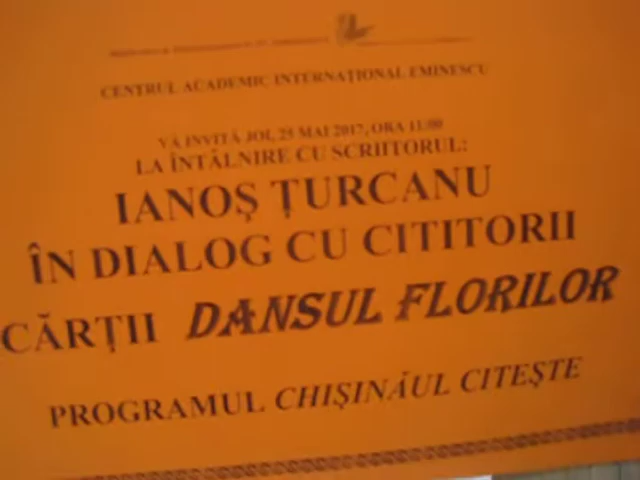 CENTRUL ACADEMIC INTERNAȚIONAL EMINESCU
VĂ INVITĂ JOI, 25 MAI 2017, ORA 11.00
LA ÎNTÂLNIRE CU SCRIITORUL:
IANOȘ ȚURCANU
ÎN DIALOG CU CITITORII
CĂRȚII DANSUL FLORILOR
PROGRAMUL CHIȘINĂUL CITEȘTE